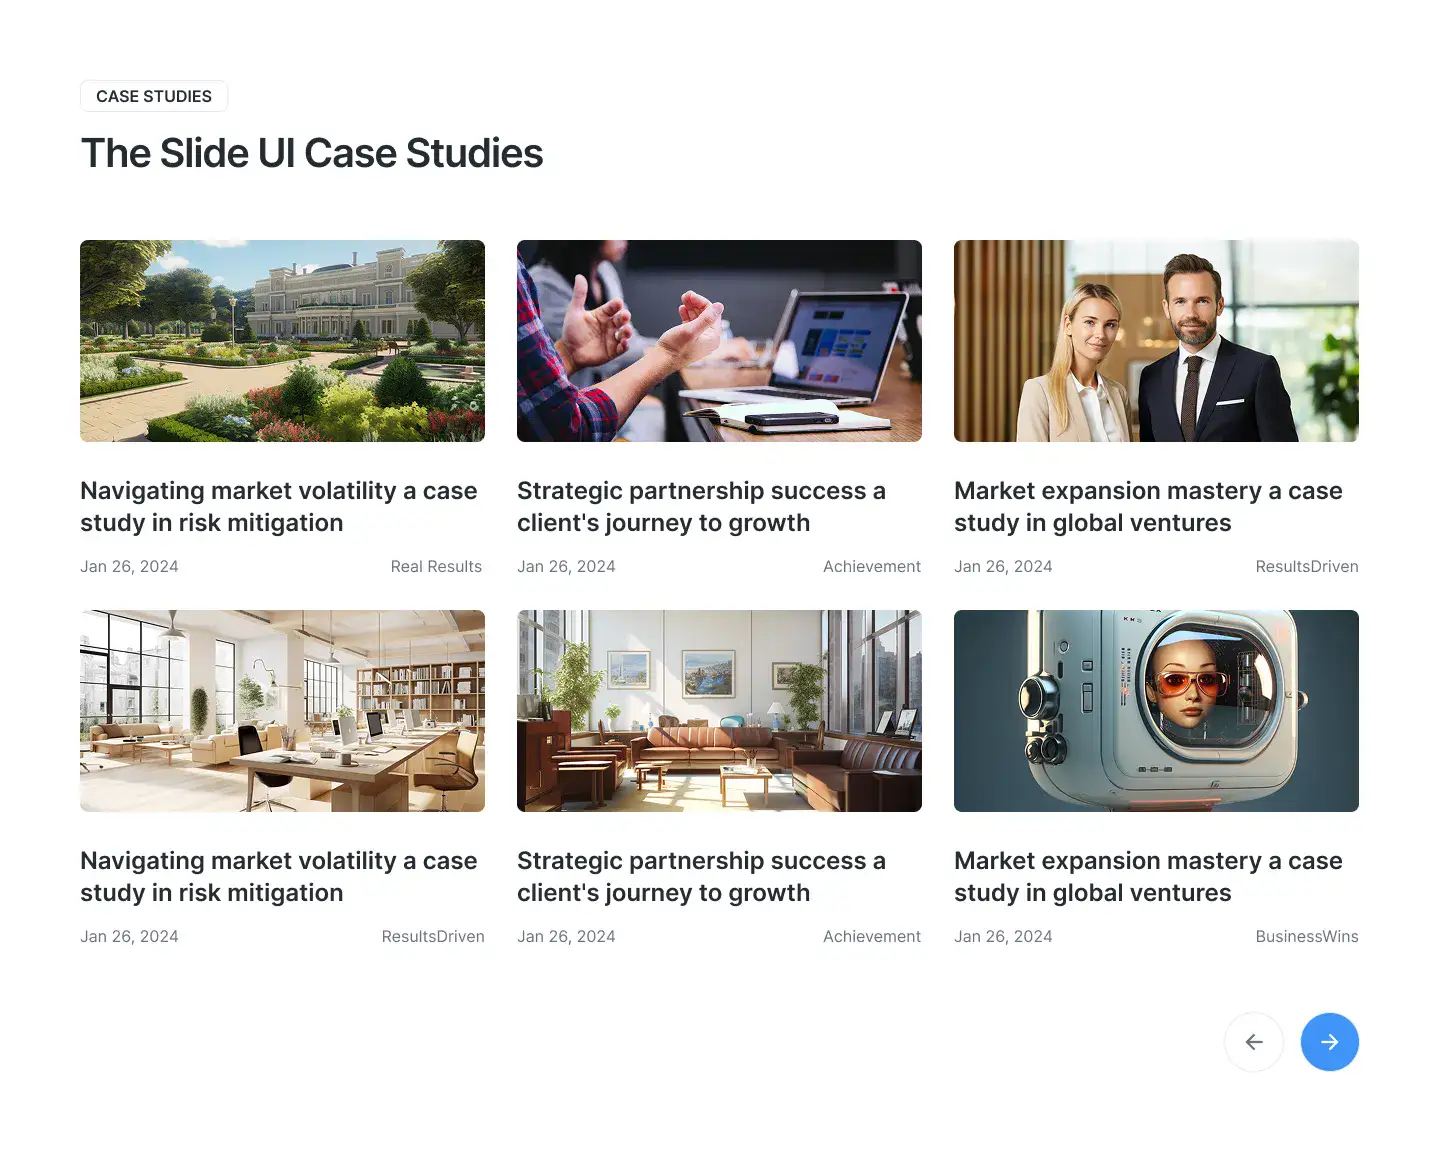 CASE STUDIES
The Slide UI Case Studies
Navigating market volatility a case
study in risk mitigation
Jan 26, 2024
Real Results
Strategic partnership success a
client's journey to growth
Jan 26, 2024
Achievement
Market expansion mastery a case
study in global ventures
Jan 26, 2024
ResultsDriven
Navigating market volatility a case
study in risk mitigation
Jan 26, 2024
ResultsDriven
Strategic partnership success a
client's journey to growth
Jan 26, 2024
Achievement
Market expansion mastery a case
study in global ventures
Jan 26, 2024
BusinessWins